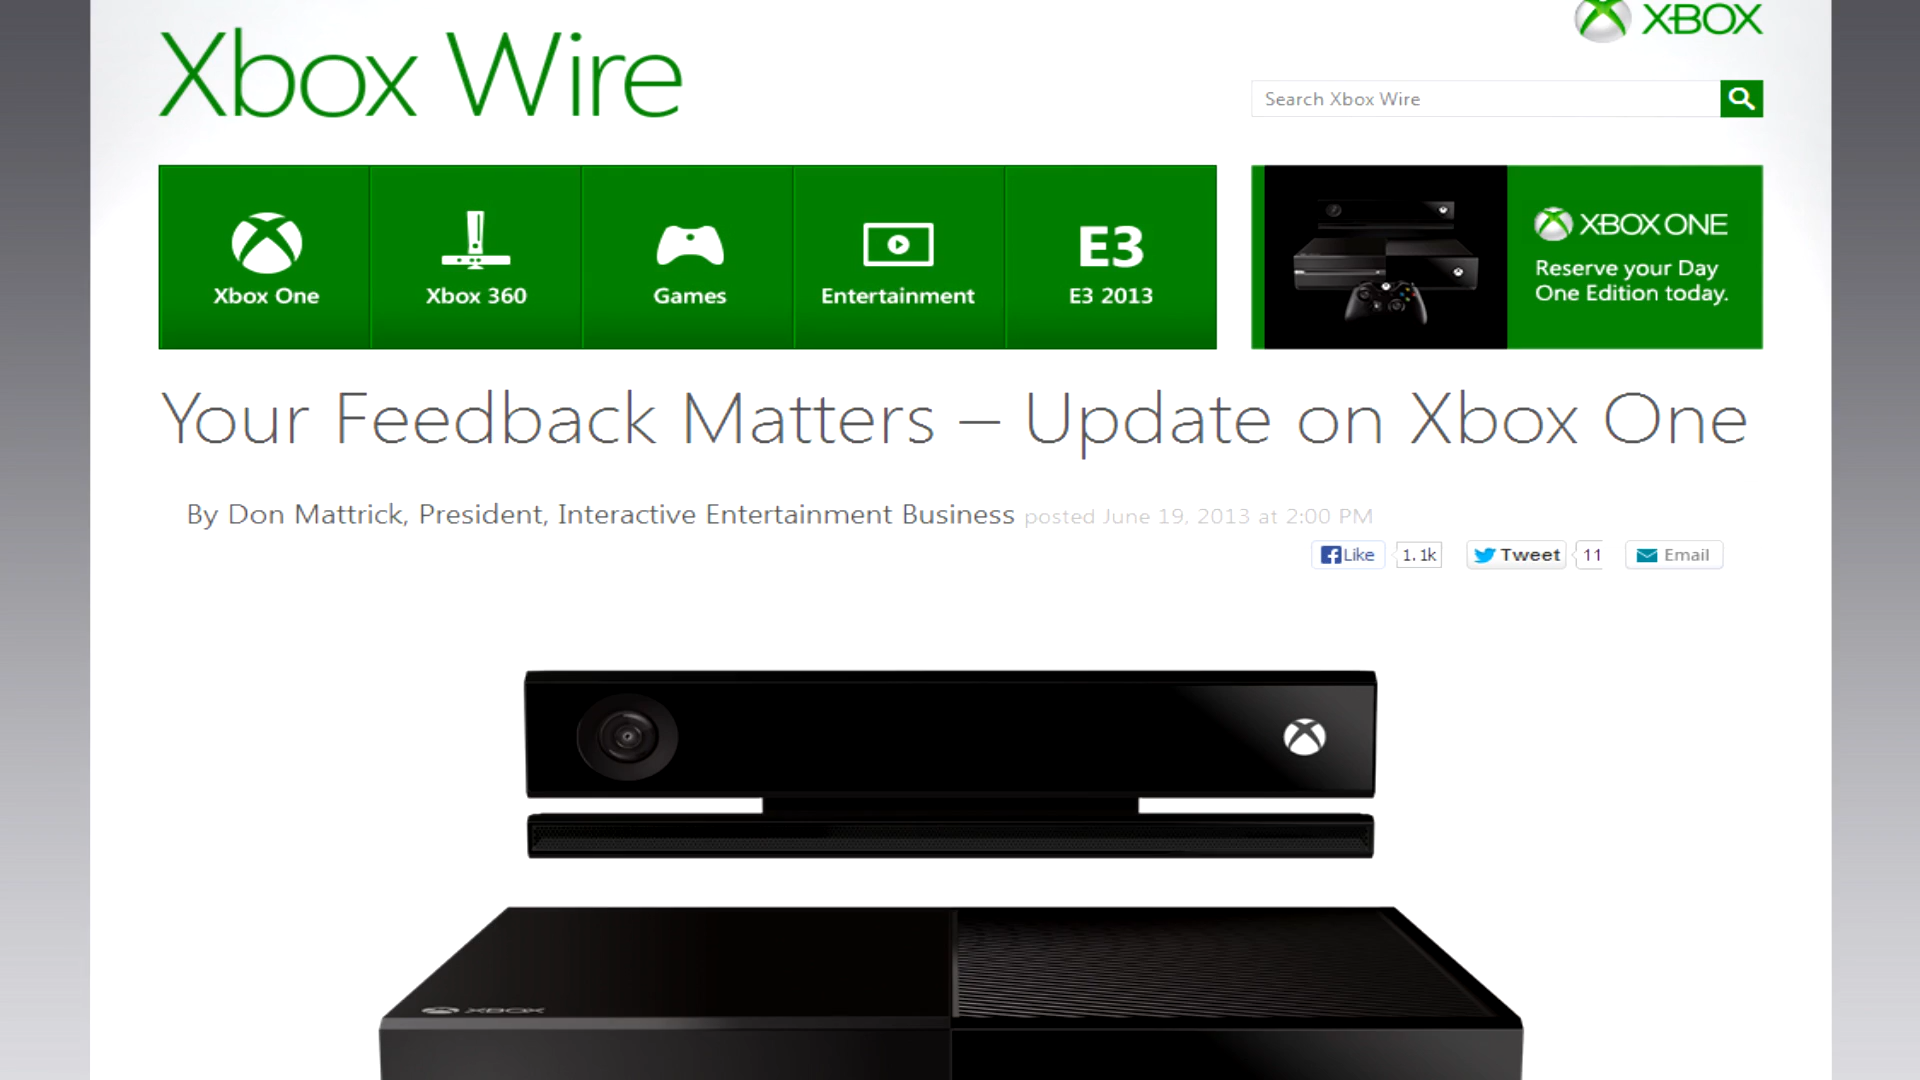 Xbox Wire
XBOX
Search Xbox Wire
Xbox One
Xbox 360
Games
Entertainment
E3
E3 2013
XBOX ONE
Reserve your Day
One Edition today.
Your Feedback Matters – Update on Xbox One
By Don Mattrick, President, Interactive Entertainment Business posted June 19, 2013 at 2:00 PM
Like 1.1k Tweet 11 Email
XBOX